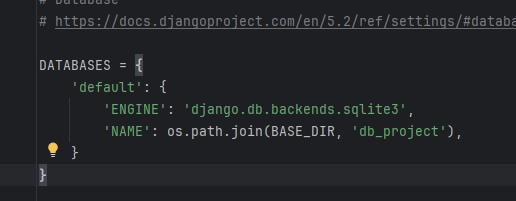 # Database
# https://docs.djangoproject.com/en/5.2/ref/settings/#databa
DATABASES = {
    'default': {
        'ENGINE': 'django.db.backends.sqlite3',
        'NAME': os.path.join(BASE_DIR, 'db_project'),
    }
}